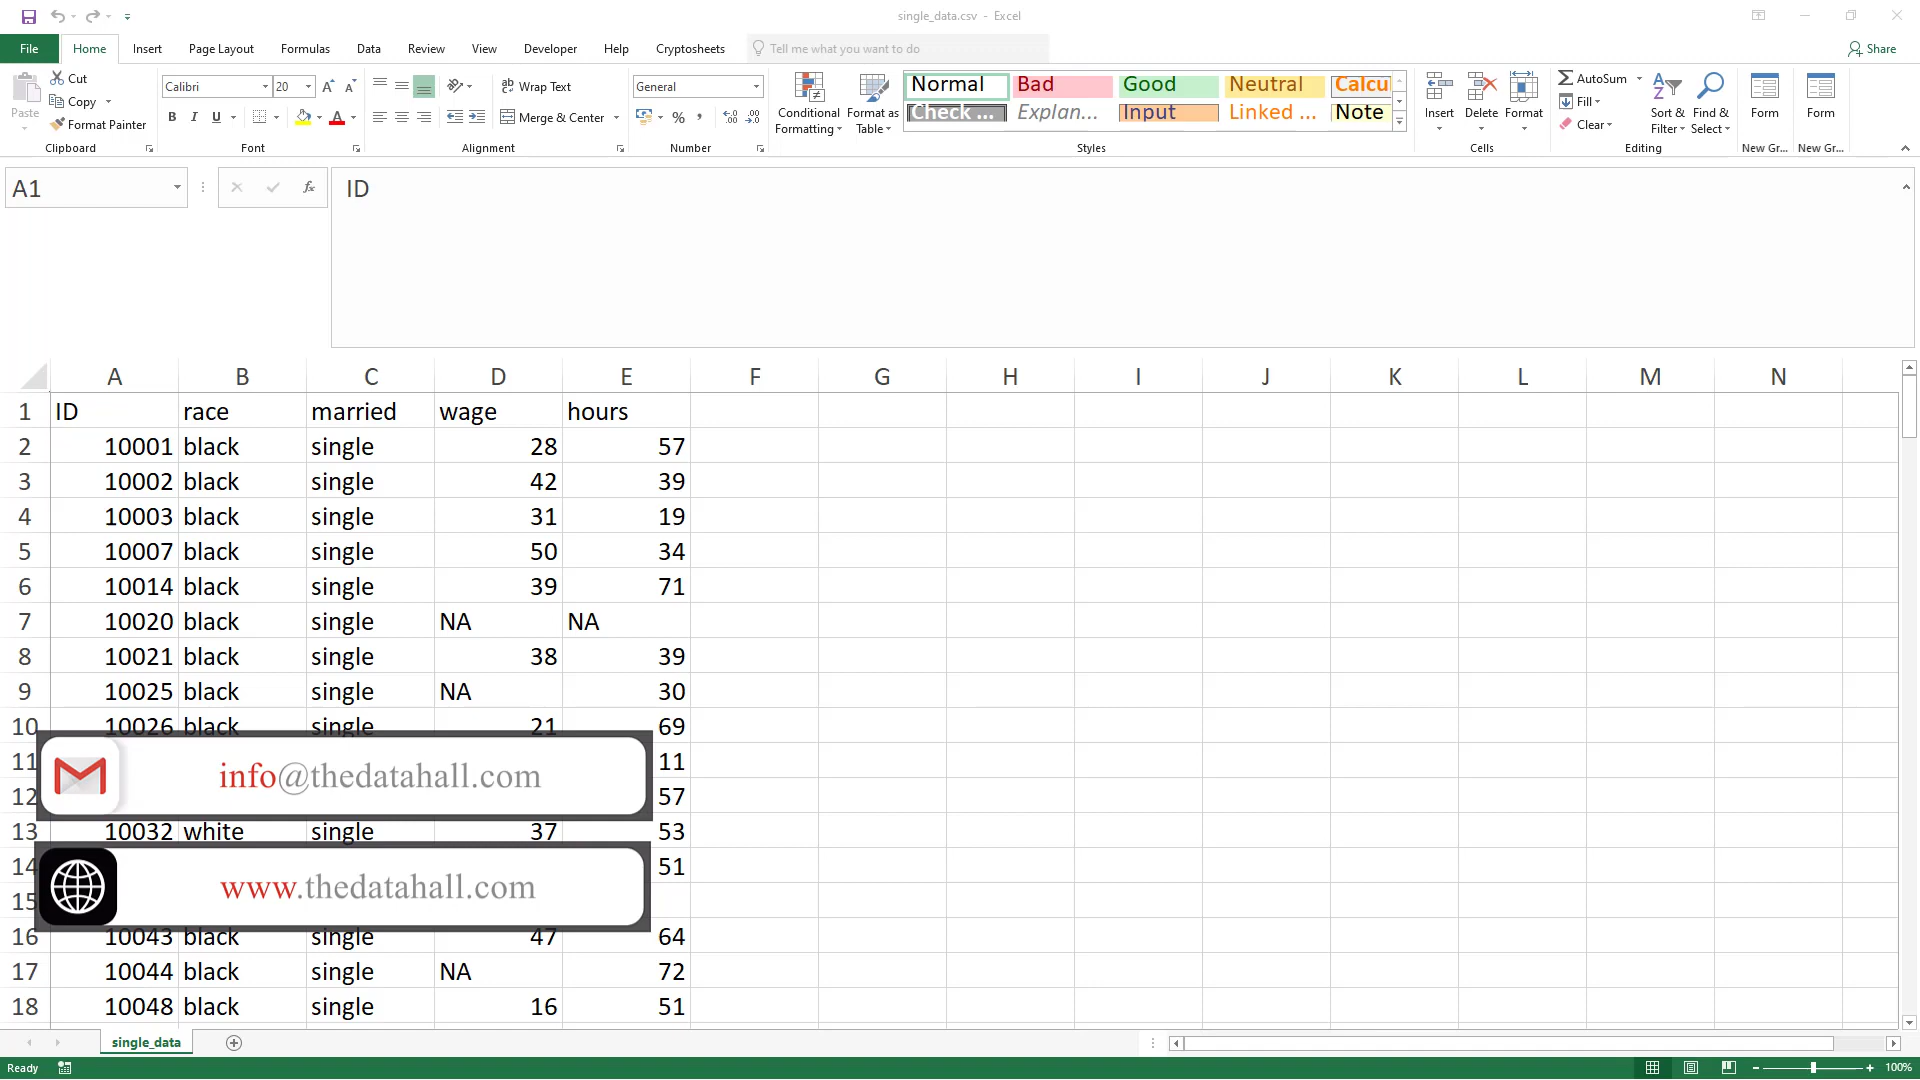 single_data.csv - Excel
File Home Insert Page Layout Formulas Data Review View Developer Help Cryptosheets Tell me what you want to do Share
Paste Cut Copy Format Painter Clipboard
Calibri 20 B I U Font
Wrap Text Merge & Center Alignment
General % Number
Conditional Formatting Format as Table
Normal Bad Good Neutral Calcu
Check ... Explan... Input Linked ... Note
Styles
Insert Delete Format Cells
AutoSum Fill Clear Sort & Filter Find & Select Editing
Form New Gr... Form New Gr...
A1 fx ID
A B C D E F G H I J K L M N
1 ID race married wage hours
2 10001 black single 28 57
3 10002 black single 42 39
4 10003 black single 31 19
5 10007 black single 50 34
6 10014 black single 39 71
7 10020 black single NA NA
8 10021 black single 38 39
9 10025 black single NA 30
10 10026 black single 21 69
11 11
info@thedatahall.com
12 57
13 10032 white single 37 53
14 51
www.thedatahall.com
15
16 10043 black single 47 64
17 10044 black single NA 72
18 10048 black single 16 51
single_data
Ready 100%